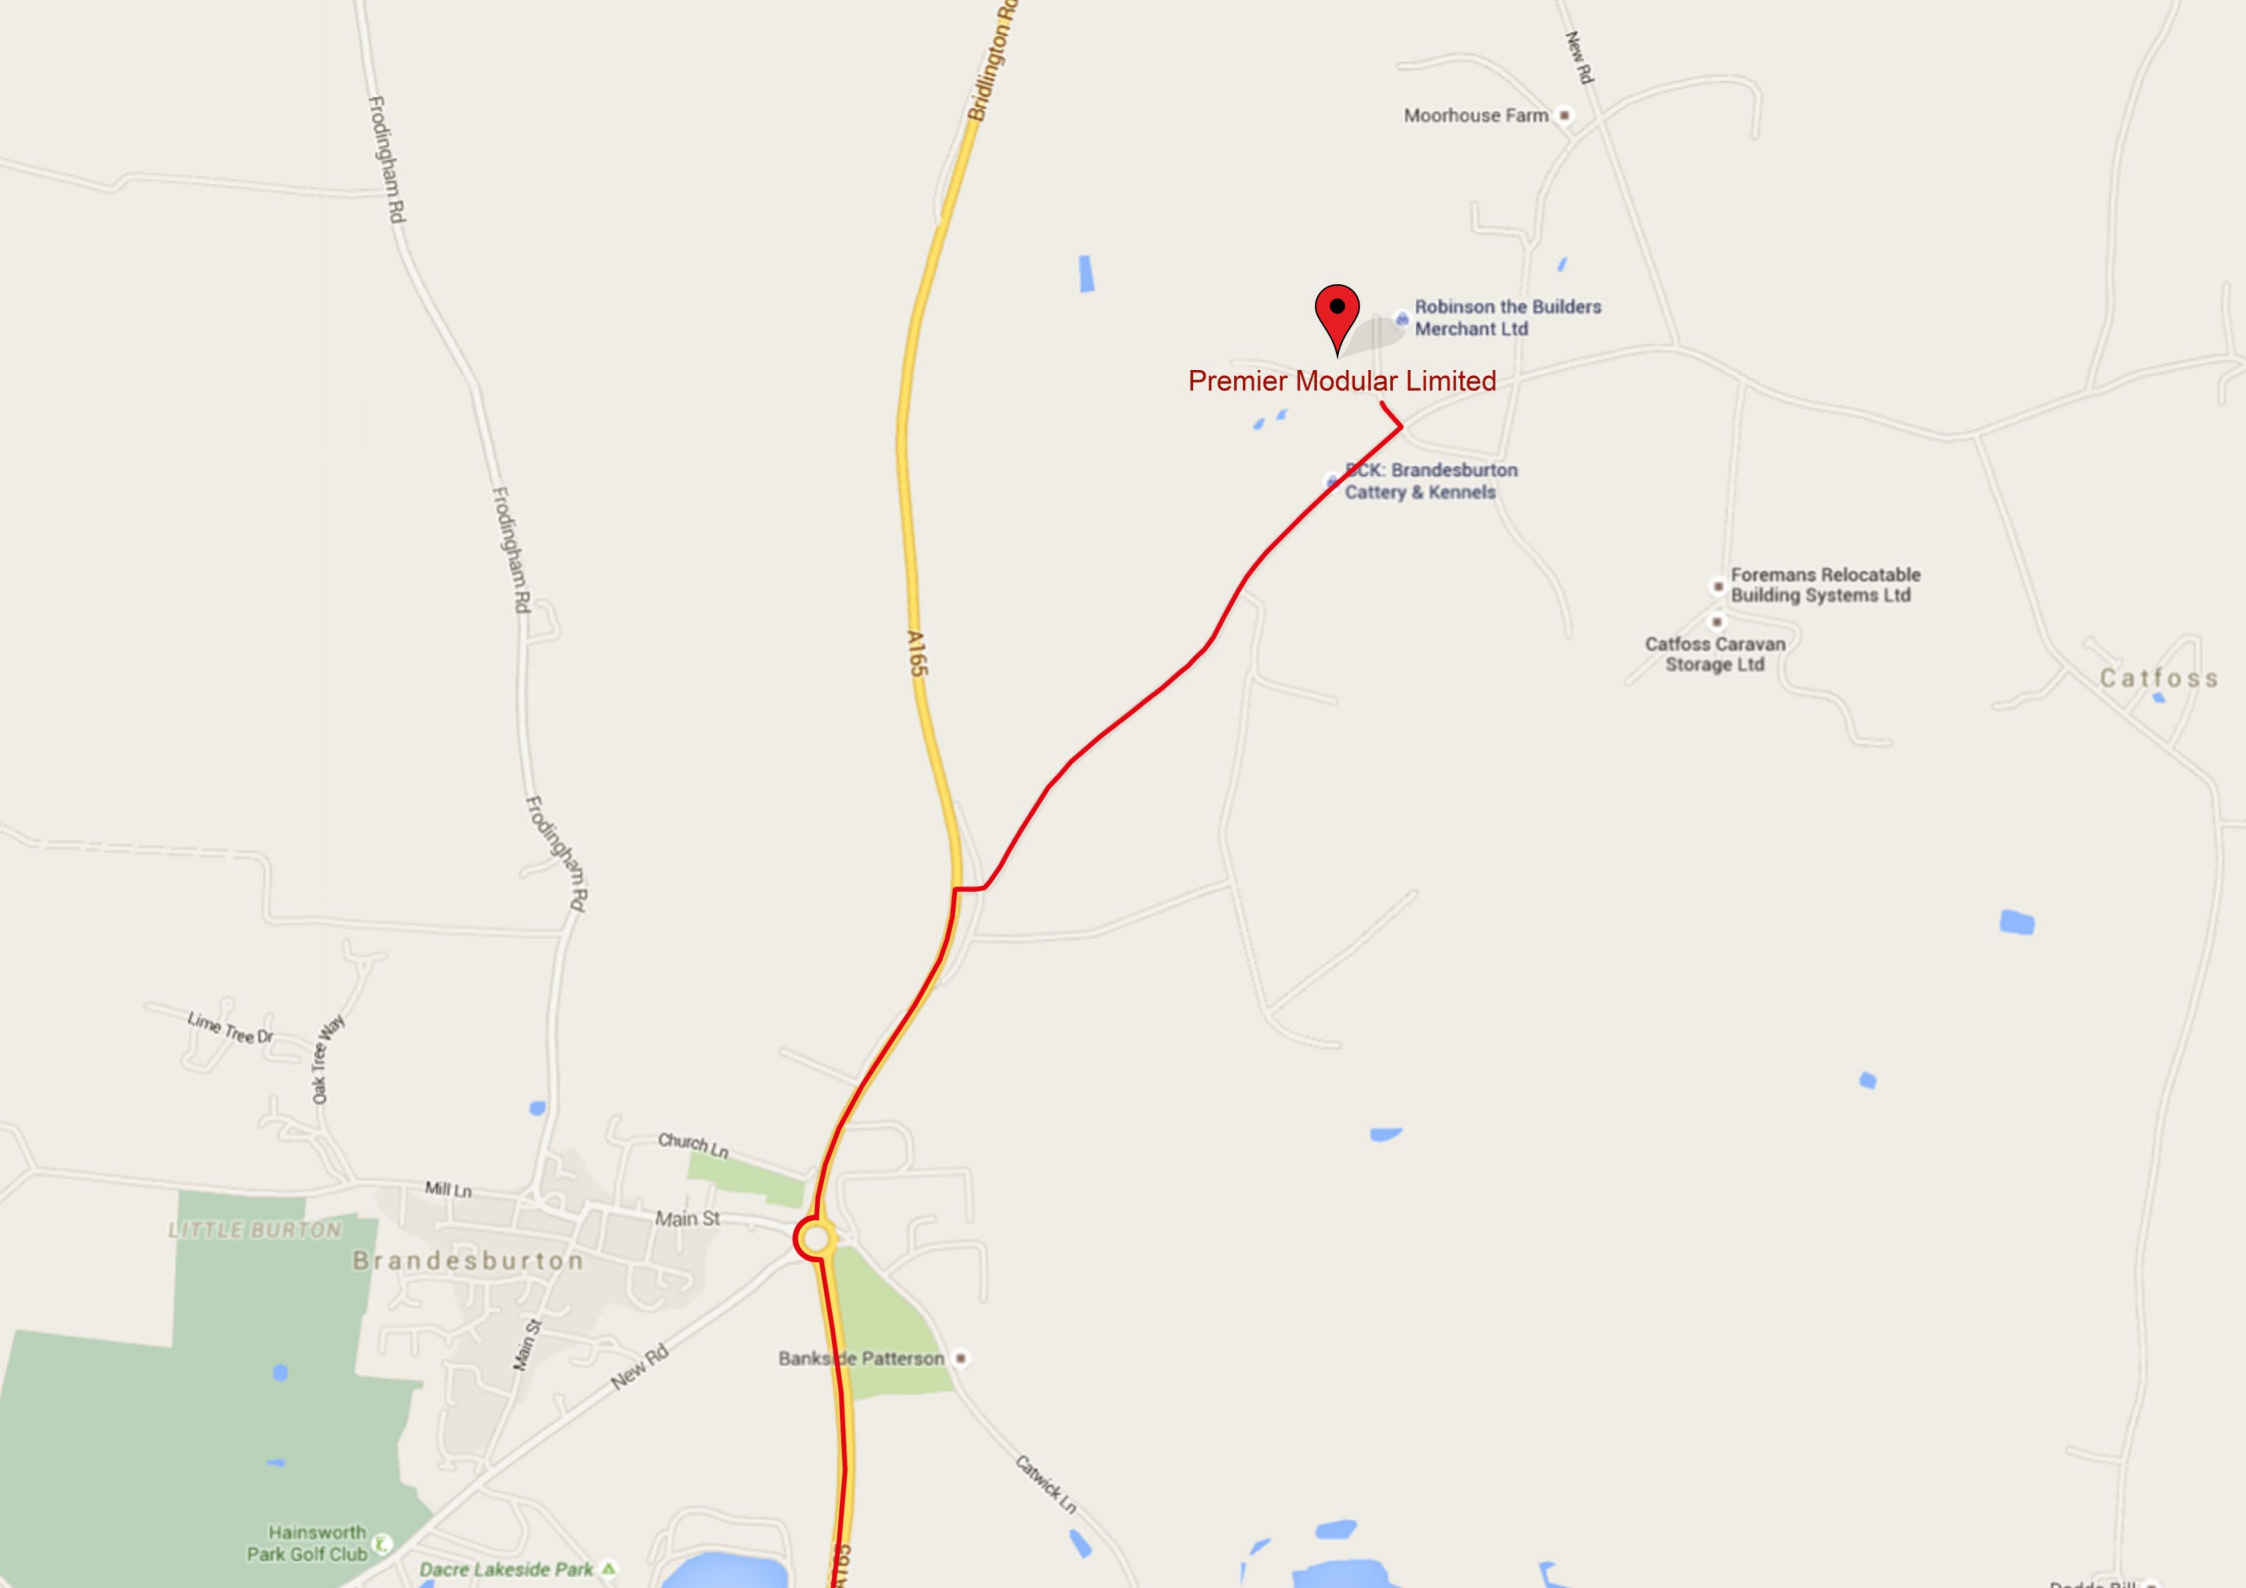 Bridlington Rd
New Rd
Frodingham Rd
Moorhouse Farm
Robinson the Builders
Merchant Ltd
Premier Modular Limited
BCK: Brandesburton
Cattery & Kennels
Frodingham Rd
A165
Foremans Relocatable
Building Systems Ltd
Catfoss Caravan
Storage Ltd
Catfoss
Frodingham Rd
Lime Tree Dr
Oak Tree Way
Church Ln
Mill Ln
Main St
LITTLE BURTON
Brandesburton
Main St
New Rd
Bankside Patterson
Catwick Ln
Hainsworth
Park Golf Club
Dacre Lakeside Park
A165